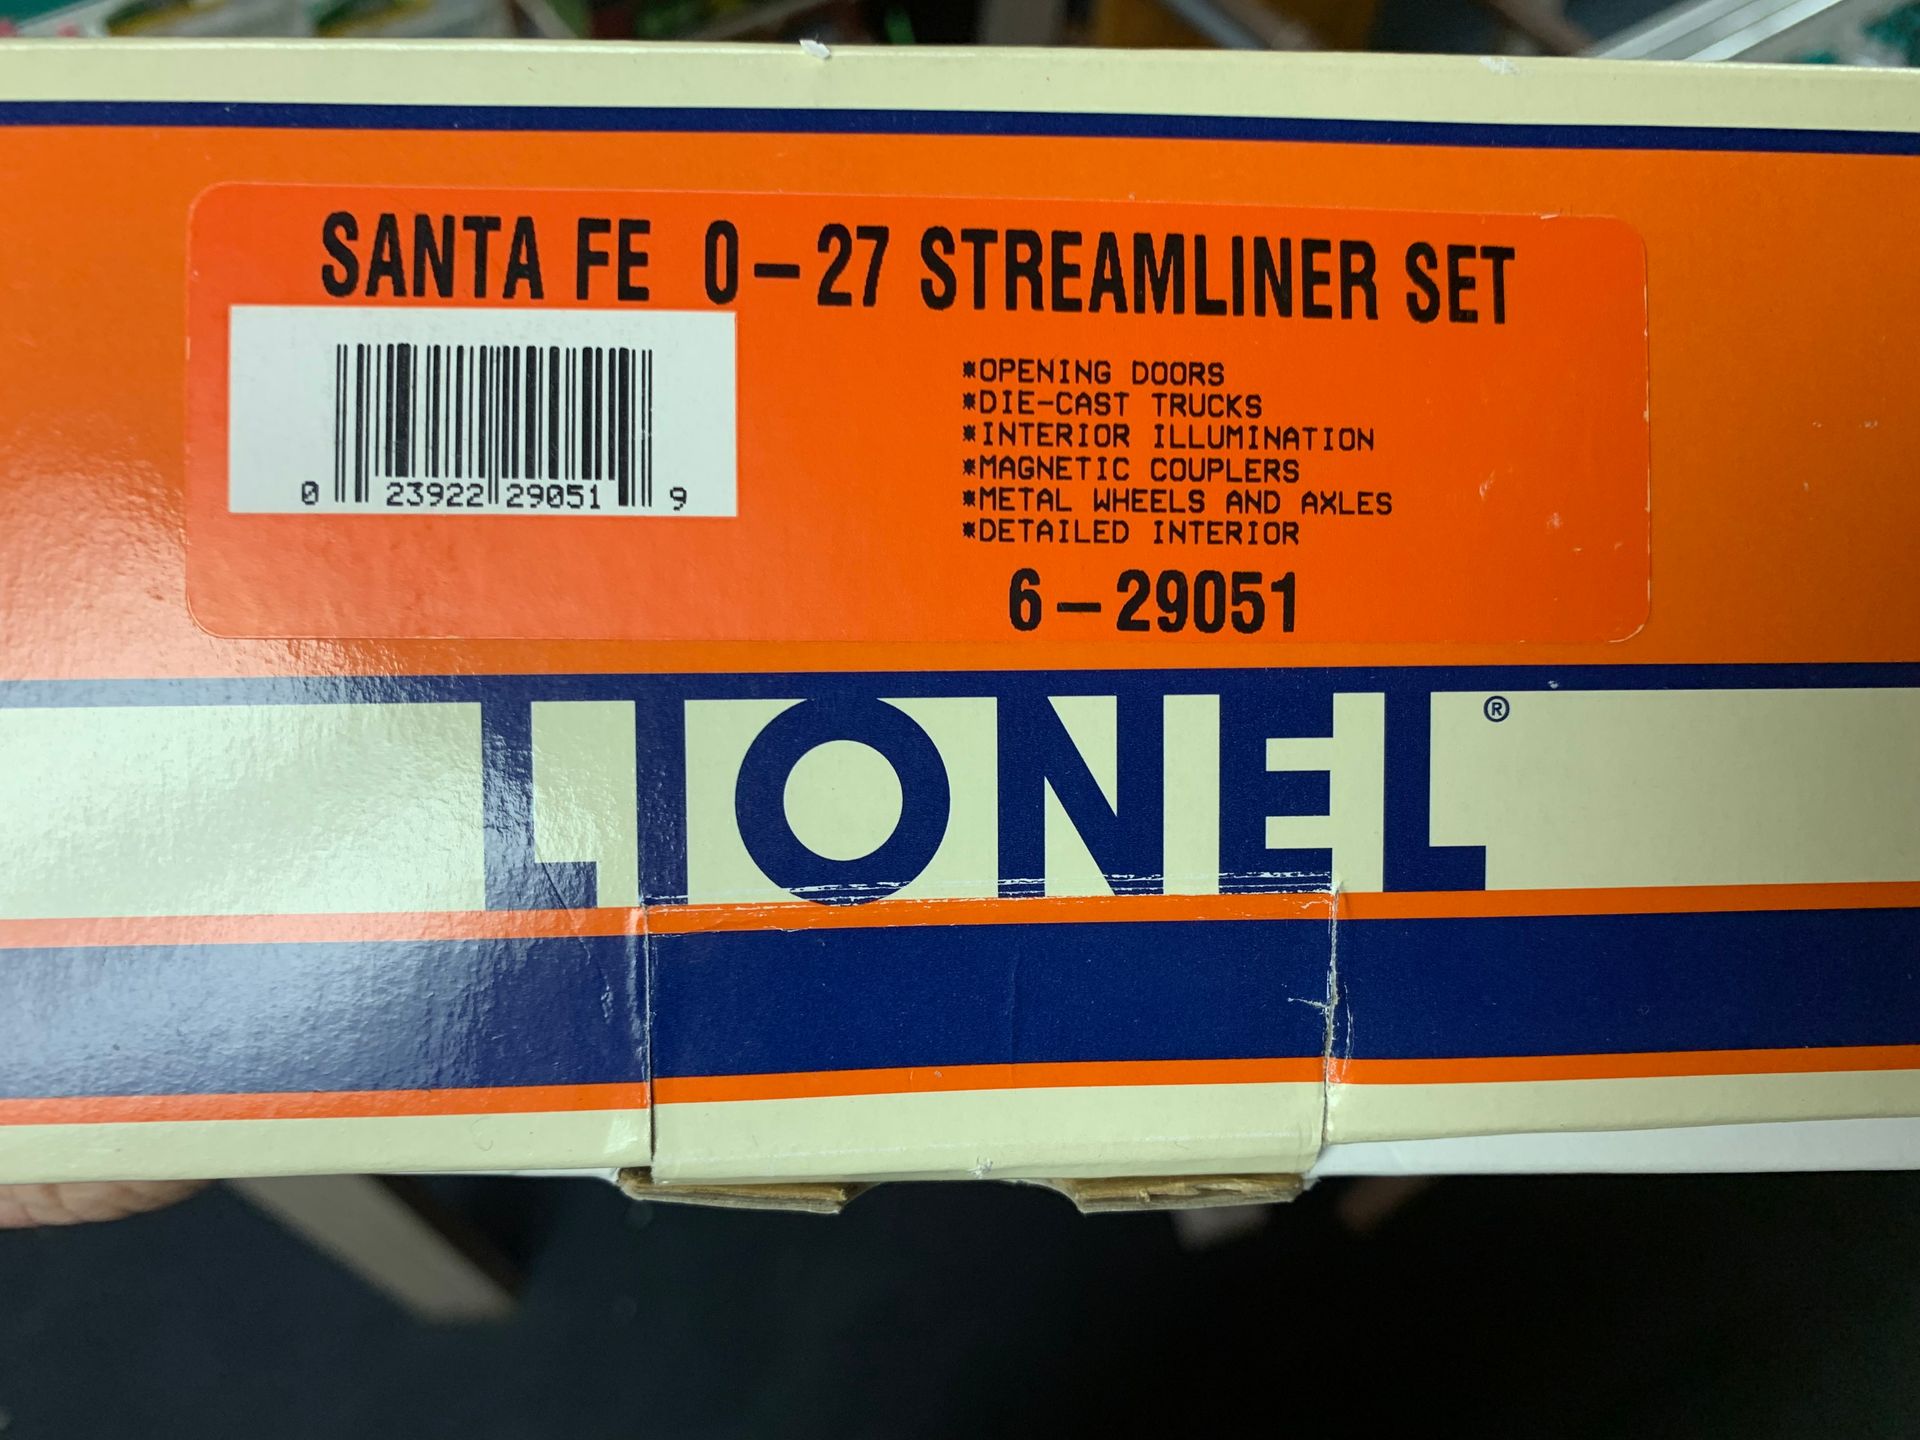 SANTA FE 0-27 STREAMLINER SET
*OPENING DOORS
*DIE-CAST TRUCKS
*INTERIOR ILLUMINATION
*MAGNETIC COUPLERS
*METAL WHEELS AND AXLES
*DETAILED INTERIOR
0 23922 29051 9
6-29051
LIONEL®